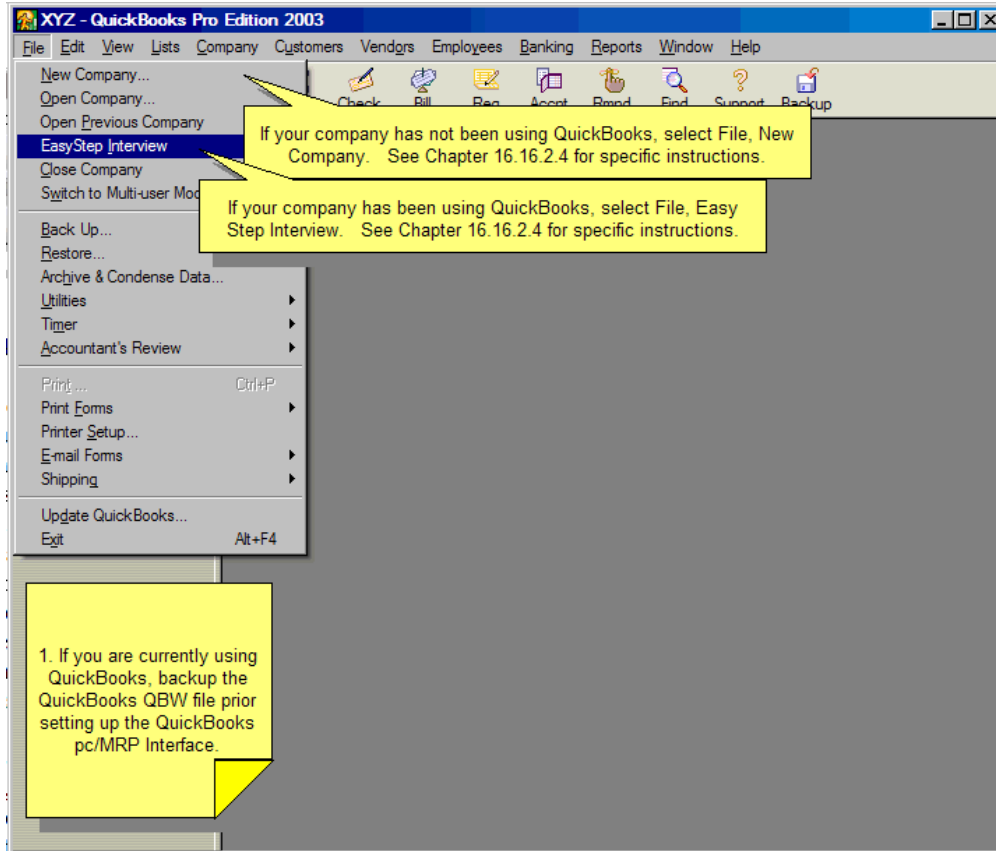 XYZ - QuickBooks Pro Edition 2003
File Edit View Lists Company Customers Vendors Employees Banking Reports Window Help
New Company...
Open Company...
Open Previous Company
EasyStep Interview
Close Company
Switch to Multi-user Mod
Check Bill Reg Accnt Rmnd Find Support Backup
If your company has not been using QuickBooks, select File, New
Company. See Chapter 16.16.2.4 for specific instructions.
If your company has been using QuickBooks, select File, Easy
Step Interview. See Chapter 16.16.2.4 for specific instructions.
Back Up...
Restore...
Archive & Condense Data...
Utilities
Timer
Accountant's Review
Print ... Ctrl+P
Print Forms
Printer Setup...
E-mail Forms
Shipping
Update QuickBooks...
Exit Alt+F4
1. If you are currently using
QuickBooks, backup the
QuickBooks QBW file prior
setting up the QuickBooks
pc/MRP Interface.